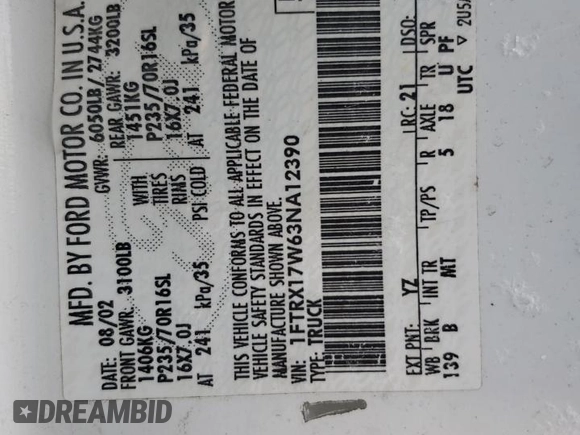 MFD. BY FORD MOTOR CO. IN U.S.A.
DATE: 08/02 GVWR: 6050LB/2744KG
FRONT GAWR: 3100LB REAR GAWR: 3200LB
1406KG WITH 1451KG
P235/70R16SL TIRES P235/70R16SL
16X7.0J RIMS 16X7.0J
AT 241 kPa/35 PSI COLD AT 241 kPa/35
THIS VEHICLE CONFORMS TO ALL APPLICABLE FEDERAL MOTOR
VEHICLE SAFETY STANDARDS IN EFFECT ON THE DATE OF
MANUFACTURE SHOWN ABOVE.
VIN: 1FTRX17W63NA12390
TYPE: TRUCK
EXT PNT: YZ RC: 21 DSO:
WB BRK INT TR TP/PS R AXLE TR SPR
139 B MT 5 18 U PF
UTC
DREAMBID